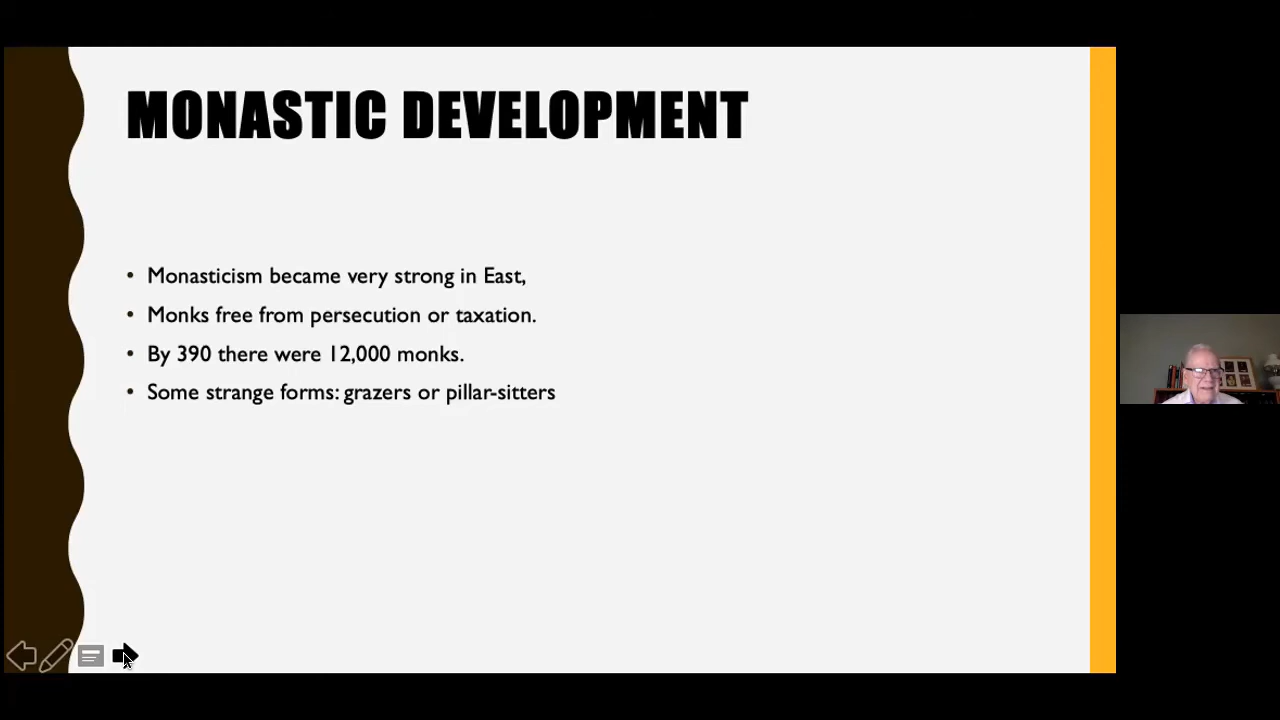 MONASTIC DEVELOPMENT
• Monasticism became very strong in East,
• Monks free from persecution or taxation.
• By 390 there were 12,000 monks.
• Some strange forms: grazers or pillar-sitters